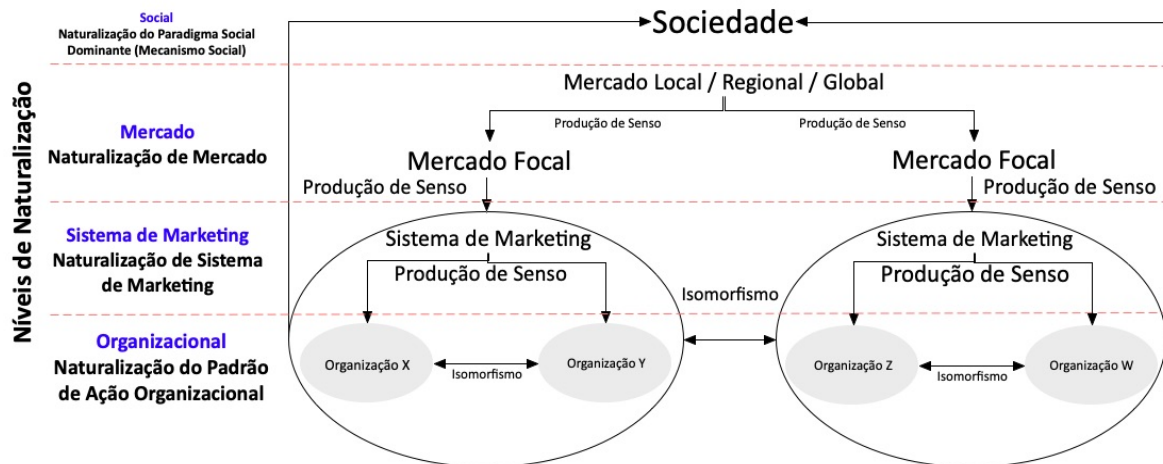 Níveis de Naturalização
Social
Naturalização do Paradigma Social
Dominante (Mecanismo Social)
Sociedade
Mercado Local / Regional / Global
Produção de Senso
Produção de Senso
Mercado
Naturalização de Mercado
Mercado Focal
Mercado Focal
Produção de Senso
Produção de Senso
Sistema de Marketing
Naturalização de Sistema
de Marketing
Sistema de Marketing
Produção de Senso
Sistema de Marketing
Produção de Senso
Isomorfismo
Organizacional
Naturalização do Padrão
de Ação Organizacional
Organização X
Isomorfismo
Organização Y
Organização Z
Isomorfismo
Organização W